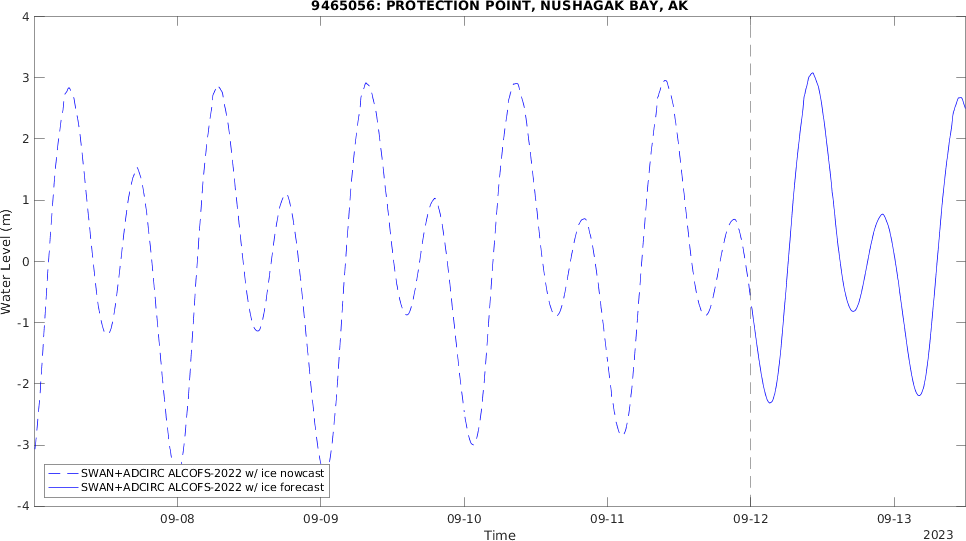 9465056: PROTECTION POINT, NUSHAGAK BAY, AK
4
3
2
1
0
-1
-2
-3
-4
Water Level (m)
SWAN+ADCIRC ALCOFS-2022 w/ ice nowcast
SWAN+ADCIRC ALCOFS-2022 w/ ice forecast
09-08 09-09 09-10 09-11 09-12 09-13
Time
2023